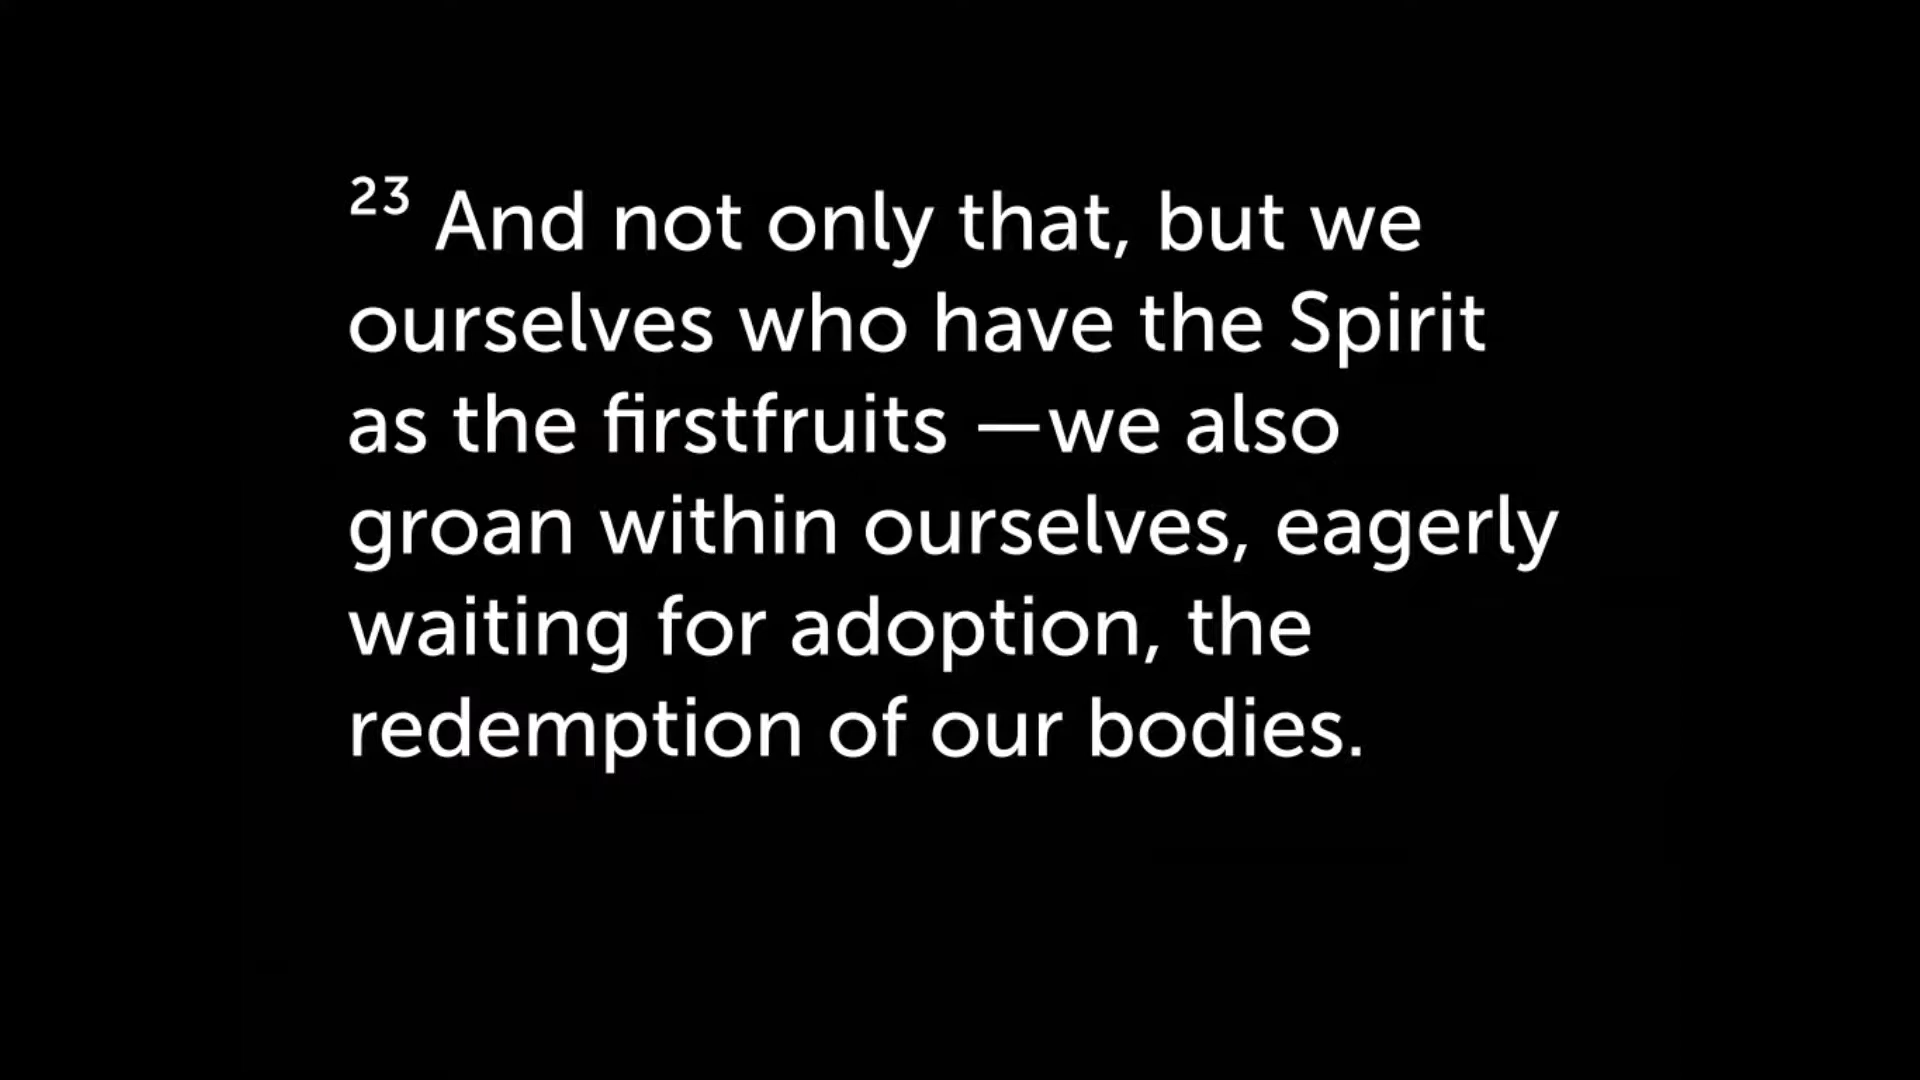 23 And not only that, but we
ourselves who have the Spirit
as the firstfruits —we also
groan within ourselves, eagerly
waiting for adoption, the
redemption of our bodies.